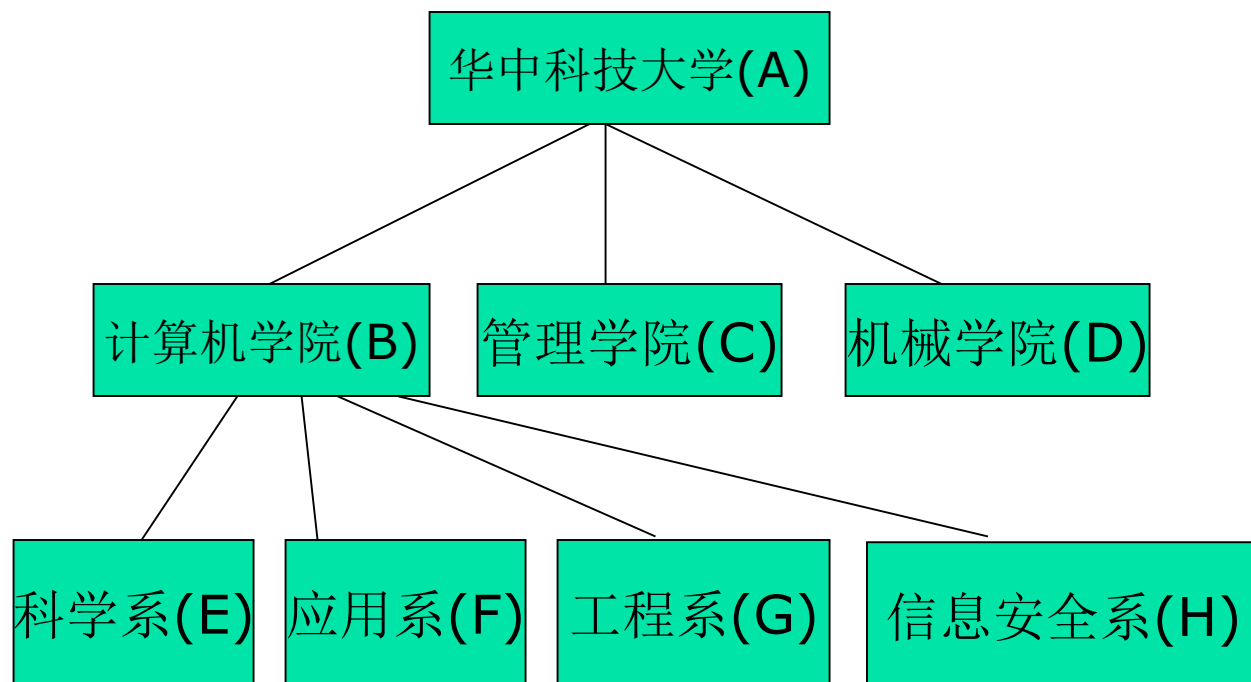 华中科技大学(A)
计算机学院(B)
管理学院(C)
机械学院(D)
科学系(E)
应用系(F)
工程系(G)
信息安全系(H)